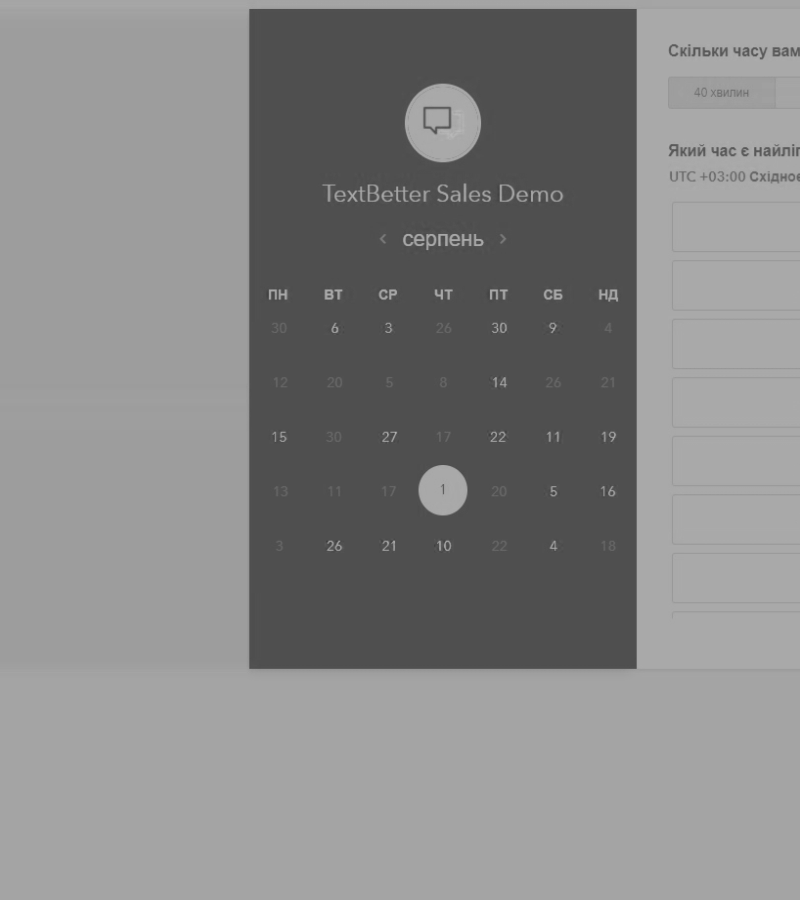 TextBetter Sales Demo
серпень
ПН ВТ СР ЧТ ПТ СБ НД
30 6 3 26 30 9 4
12 20 5 8 14 26 21
15 30 27 17 22 11 19
13 11 17 1 20 5 16
3 26 21 10 22 4 18
Скільки часу вам
40 хвилин
Який час є найліп
UTC +03:00 Східноє